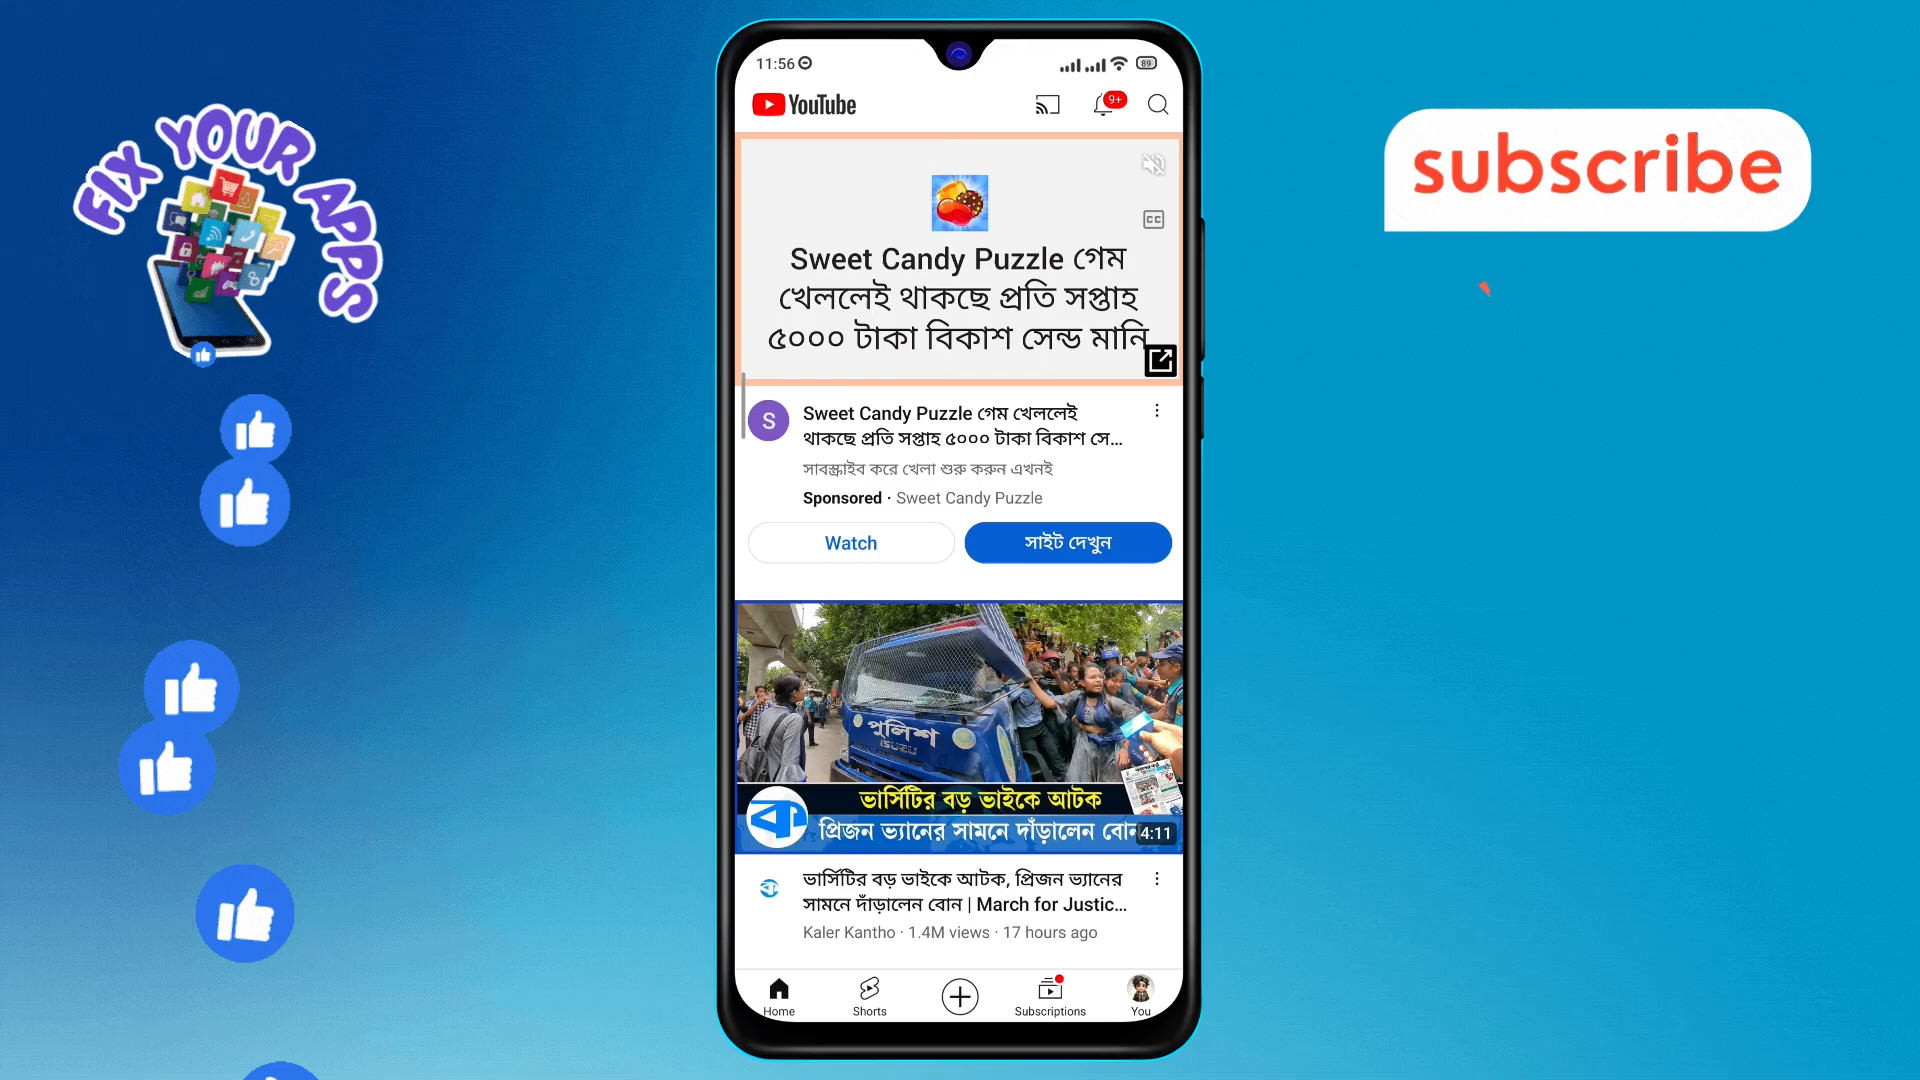 FIX YOUR APPS
subscribe
11:56
89
YouTube
9+
CC
Sweet Candy Puzzle গেম
খেললেই থাকছে প্রতি সপ্তাহ
৫০০০ টাকা বিকাশ সেন্ড মানি
S
Sweet Candy Puzzle গেম খেললেই
থাকছে প্রতি সপ্তাহ ৫০০০ টাকা বিকাশ সে...
সাবস্ক্রাইব করে খেলা শুরু করুন এখনই
Sponsored · Sweet Candy Puzzle
Watch
সাইট দেখুন
পুলিশ
ISUZU
ভার্সিটির বড় ভাইকে আটক
প্রিজন ভ্যানের সামনে দাঁড়ালেন বোন
4:11
ভার্সিটির বড় ভাইকে আটক, প্রিজন ভ্যানের
সামনে দাঁড়ালেন বোন | March for Justic...
Kaler Kantho · 1.4M views · 17 hours ago
Home
Shorts
Subscriptions
You